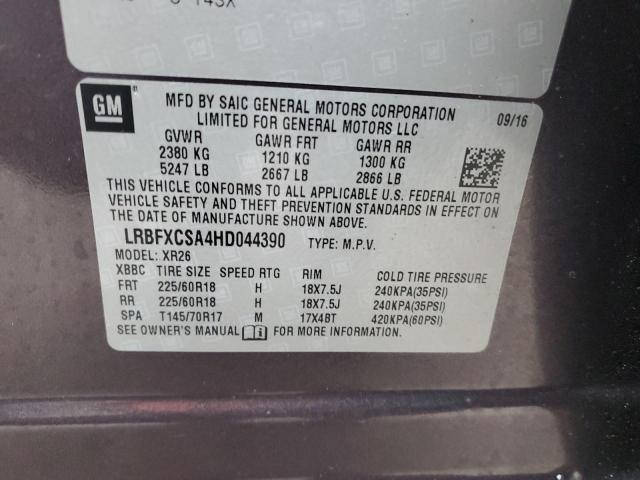 143X
GM
MFD BY SAIC GENERAL MOTORS CORPORATION
LIMITED FOR GENERAL MOTORS LLC
09/16
GVWR GAWR FRT GAWR RR
2380 KG 1210 KG 1300 KG
5247 LB 2667 LB 2866 LB
THIS VEHICLE CONFORMS TO ALL APPLICABLE U.S. FEDERAL MOTOR
VEHICLE SAFETY AND THEFT PREVENTION STANDARDS IN EFFECT ON
THE DATE OF MANUFACTURE SHOWN ABOVE.
LRBFXCSA4HD044390 TYPE: M.P.V.
MODEL: XR26
XBBC TIRE SIZE SPEED RTG RIM COLD TIRE PRESSURE
FRT 225/60R18 H 18X7.5J 240KPA(35PSI)
RR 225/60R18 H 18X7.5J 240KPA(35PSI)
SPA T145/70R17 M 17X4BT 420KPA(60PSI)
SEE OWNER'S MANUAL FOR MORE INFORMATION.